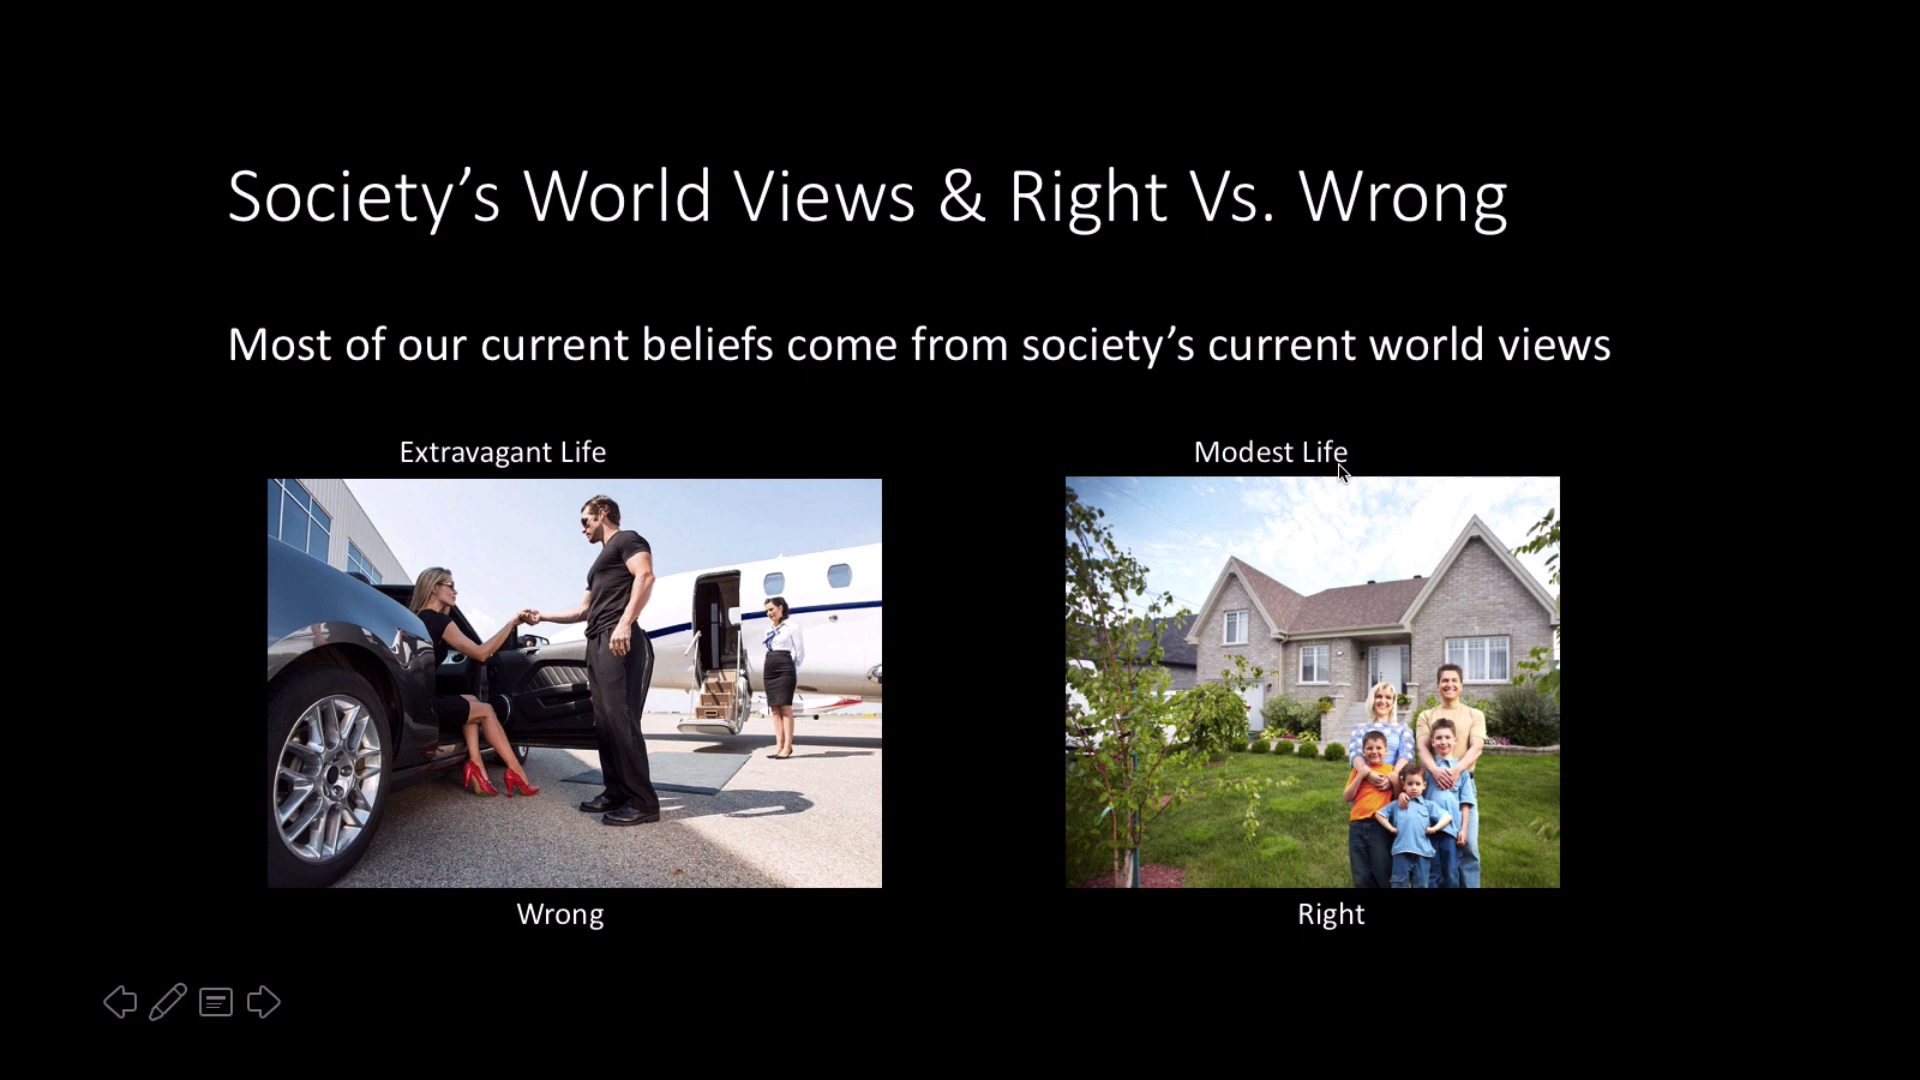 Society’s World Views & Right Vs. Wrong
Most of our current beliefs come from society’s current world views
Extravagant Life
Modest Life
Wrong
Right